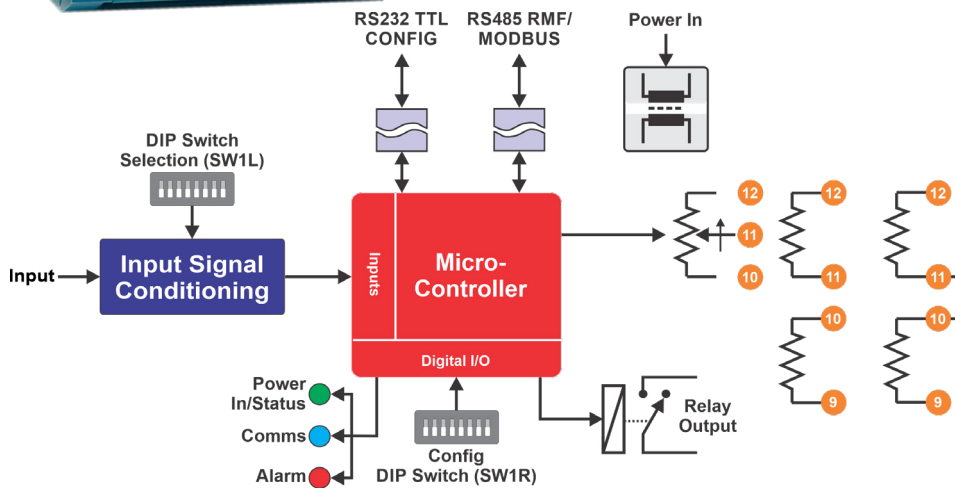 RS232 TTL
CONFIG
RS485 RMF/
MODBUS
Power In
DIP Switch
Selection (SW1L)
Input
Input Signal
Conditioning
Inputs
Micro-
Controller
Digital I/O
12
11
10
12
11
10
9
12
11
10
9
Power
In/Status
Comms
Alarm
Config
DIP Switch (SW1R)
Relay
Output